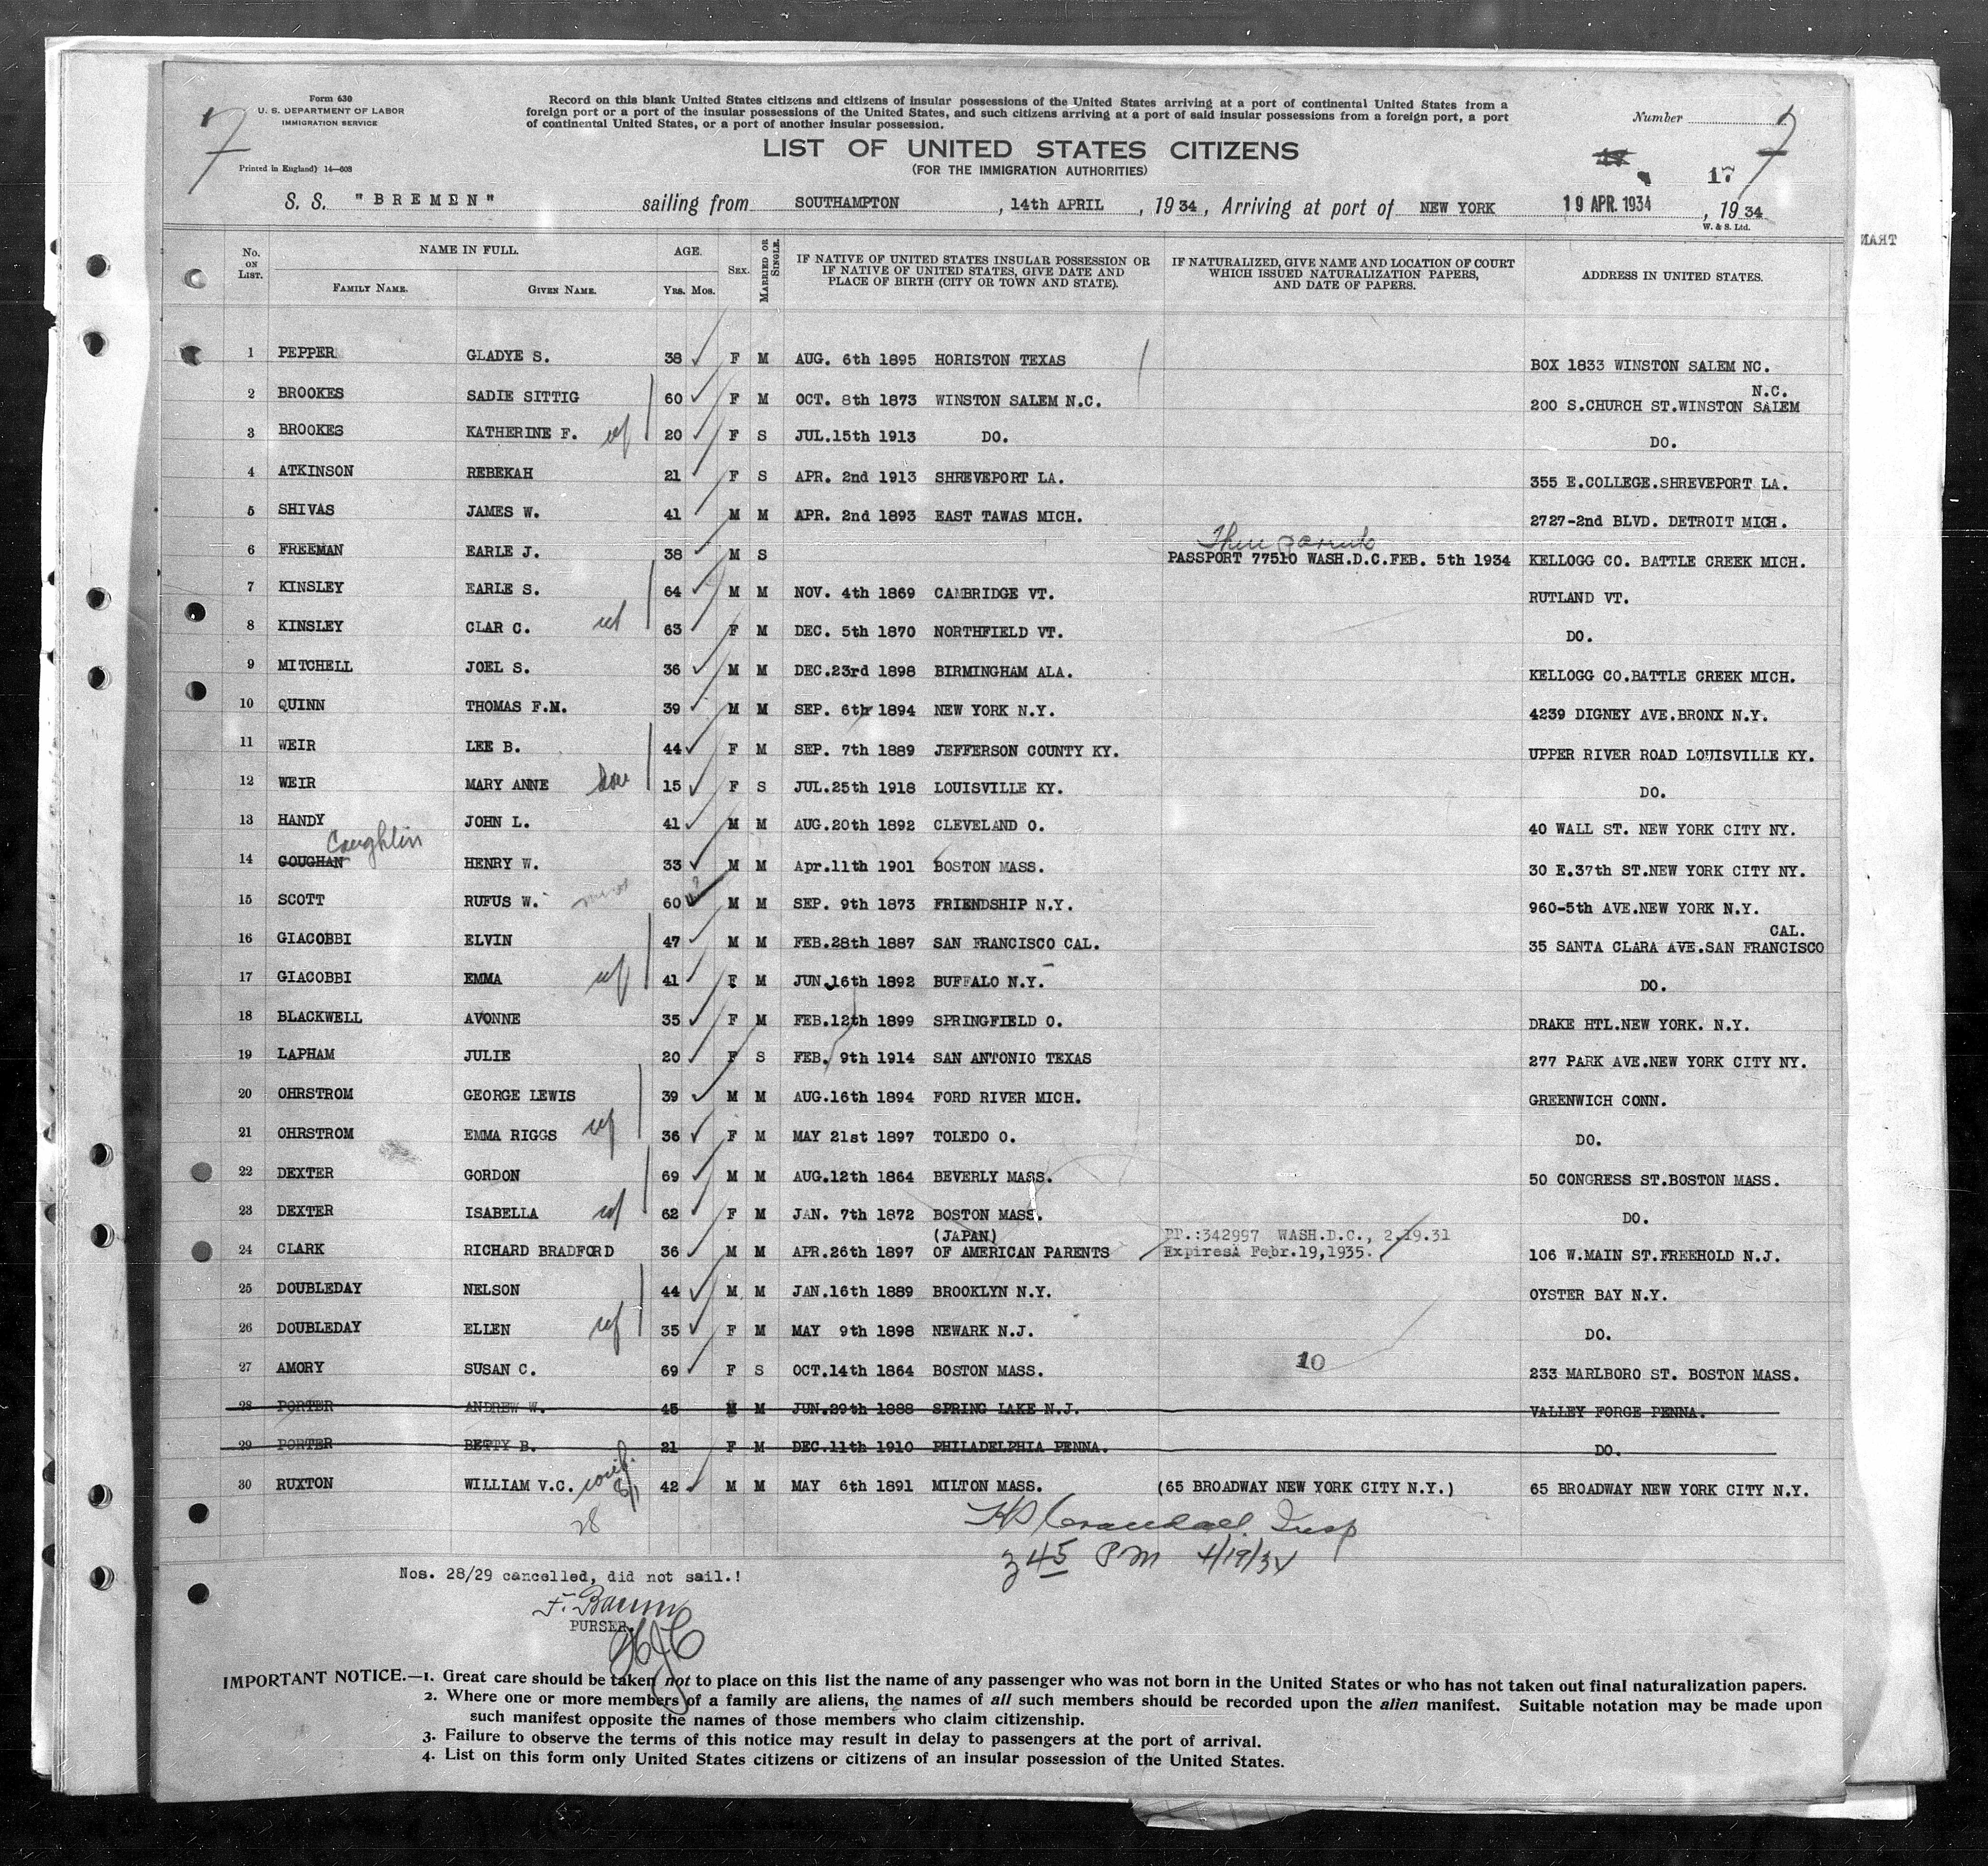 Form 630
U. S. DEPARTMENT OF LABOR
IMMIGRATION SERVICE
Printed in England) 14—608
7
Record on this blank United States citizens and citizens of insular possessions of the United States arriving at a port of continental United States from a
foreign port or a port of the insular possessions of the United States, and such citizens arriving at a port of said insular possessions from a foreign port, a port
of continental United States, or a port of another insular possession.
Number
7
LIST OF UNITED STATES CITIZENS
(FOR THE IMMIGRATION AUTHORITIES)
17
S. S. "BREMEN" sailing from SOUTHAMPTON , 14th APRIL , 1934 , Arriving at port of NEW YORK 19 APR. 1934 , 1934
W. & S. Ltd.
TRAN
No. ON LIST. NAME IN FULL. FAMILY NAME. GIVEN NAME. AGE. YRS. MOS. SEX. MARRIED OR SINGLE. IF NATIVE OF UNITED STATES INSULAR POSSESSION OR IF NATIVE OF UNITED STATES, GIVE DATE AND PLACE OF BIRTH (CITY OR TOWN AND STATE). IF NATURALIZED, GIVE NAME AND LOCATION OF COURT WHICH ISSUED NATURALIZATION PAPERS, AND DATE OF PAPERS. ADDRESS IN UNITED STATES.
1 PEPPER GLADYE S. 38 F M AUG. 6th 1895 HORISTON TEXAS BOX 1833 WINSTON SALEM NC.
2 BROOKES SADIE SITTIG 60 F M OCT. 8th 1873 WINSTON SALEM N.C. 200 S.CHURCH ST.WINSTON SALEM N.C.
3 BROOKES KATHERINE F. 20 F S JUL.15th 1913 DO. DO.
4 ATKINSON REBEKAH 21 F S APR. 2nd 1913 SHREVEPORT LA. 355 E.COLLEGE.SHREVEPORT LA.
5 SHIVAS JAMES W. 41 M M APR. 2nd 1893 EAST TAWAS MICH. 2727-2nd BLVD. DETROIT MICH.
6 FREEMAN EARLE J. 38 M S Thru parents PASSPORT 77510 WASH.D.C.FEB. 5th 1934 KELLOGG CO. BATTLE CREEK MICH.
7 KINSLEY EARLE S. 64 M M NOV. 4th 1869 CAMBRIDGE VT. RUTLAND VT.
8 KINSLEY CLAR C. 63 F M DEC. 5th 1870 NORTHFIELD VT. DO.
9 MITCHELL JOEL S. 36 M M DEC.23rd 1898 BIRMINGHAM ALA. KELLOGG CO.BATTLE CREEK MICH.
10 QUINN THOMAS F.M. 39 M M SEP. 6th 1894 NEW YORK N.Y. 4239 DIGNEY AVE.BRONX N.Y.
11 WEIR LEE B. 44 F M SEP. 7th 1889 JEFFERSON COUNTY KY. UPPER RIVER ROAD LOUISVILLE KY.
12 WEIR MARY ANNE 15 F S JUL.25th 1918 LOUISVILLE KY. DO.
13 HANDY JOHN L. 41 M M AUG.20th 1892 CLEVELAND O. 40 WALL ST. NEW YORK CITY NY.
Coughlin
14 GOUGHAN HENRY W. 33 M M Apr.11th 1901 BOSTON MASS. 30 E.37th ST.NEW YORK CITY NY.
15 SCOTT RUFUS W. 60 M M SEP. 9th 1873 FRIENDSHIP N.Y. 960-5th AVE.NEW YORK N.Y.
16 GIACOBBI ELVIN 47 M M FEB.28th 1887 SAN FRANCISCO CAL. 35 SANTA CLARA AVE.SAN FRANCISCO CAL.
17 GIACOBBI EMMA 41 F M JUN.16th 1892 BUFFALO N.Y. DO.
18 BLACKWELL AVONNE 35 F M FEB.12th 1899 SPRINGFIELD O. DRAKE HTL.NEW YORK. N.Y.
19 LAPHAM JULIE 20 F S FEB. 9th 1914 SAN ANTONIO TEXAS 277 PARK AVE.NEW YORK CITY NY.
20 OHRSTROM GEORGE LEWIS 39 M M AUG.16th 1894 FORD RIVER MICH. GREENWICH CONN.
21 OHRSTROM EMMA RIGGS 36 F M MAY 21st 1897 TOLEDO O. DO.
22 DEXTER GORDON 69 M M AUG.12th 1864 BEVERLY MASS. 50 CONGRESS ST.BOSTON MASS.
23 DEXTER ISABELLA 62 F M JAN. 7th 1872 BOSTON MASS. DO.
(JAPAN) PP.:342997 WASH.D.C., 2.19.31
24 CLARK RICHARD BRADFORD 36 M M APR.26th 1897 OF AMERICAN PARENTS Expires Febr.19,1935. 106 W.MAIN ST.FREEHOLD N.J.
25 DOUBLEDAY NELSON 44 M M JAN.16th 1889 BROOKLYN N.Y. OYSTER BAY N.Y.
26 DOUBLEDAY ELLEN 35 F M MAY 9th 1898 NEWARK N.J. DO.
27 AMORY SUSAN C. 69 F S OCT.14th 1864 BOSTON MASS. 10 233 MARLBORO ST. BOSTON MASS.
28 PORTER ANDREW W. 45 M M JUN.29th 1888 SPRING LAKE N.J. VALLEY FORGE PENNA.
29 PORTER BETTY B. 21 F M DEC.11th 1910 PHILADELPHIA PENNA. DO.
30 RUXTON WILLIAM V.C. 42 M M MAY 6th 1891 MILTON MASS. (65 BROADWAY NEW YORK CITY N.Y.) 65 BROADWAY NEW YORK CITY N.Y.
28
Crandall Insp
3 45 PM 4/19/34
Nos. 28/29 cancelled, did not sail.!
PURSER.
IMPORTANT NOTICE.—1. Great care should be taken not to place on this list the name of any passenger who was not born in the United States or who has not taken out final naturalization papers.
2. Where one or more members of a family are aliens, the names of all such members should be recorded upon the alien manifest. Suitable notation may be made upon
such manifest opposite the names of those members who claim citizenship.
3. Failure to observe the terms of this notice may result in delay to passengers at the port of arrival.
4. List on this form only United States citizens or citizens of an insular possession of the United States.